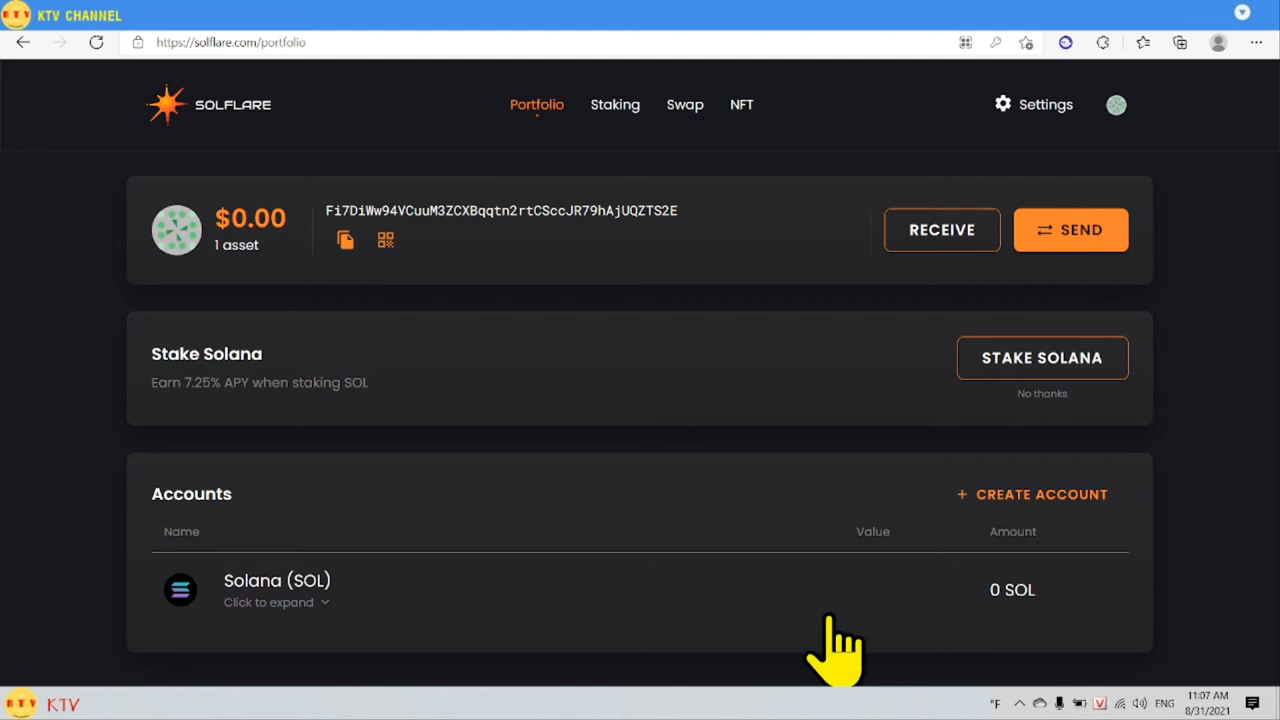 KTV CHANNEL
https://solflare.com/portfolio
SOLFLARE
Portfolio Staking Swap NFT
Settings
$0.00
1 asset
Fi7DiWw94VCuuM3ZCXBqqtn2rtCSccJR79hAjUQZTS2E
RECEIVE
SEND
Stake Solana
Earn 7.25% APY when staking SOL
STAKE SOLANA
No thanks
Accounts
+ CREATE ACCOUNT
Name Value Amount
Solana (SOL)
Click to expand
0 SOL
KTV KTV
°F
V
ENG
11:07 AM
8/31/2021